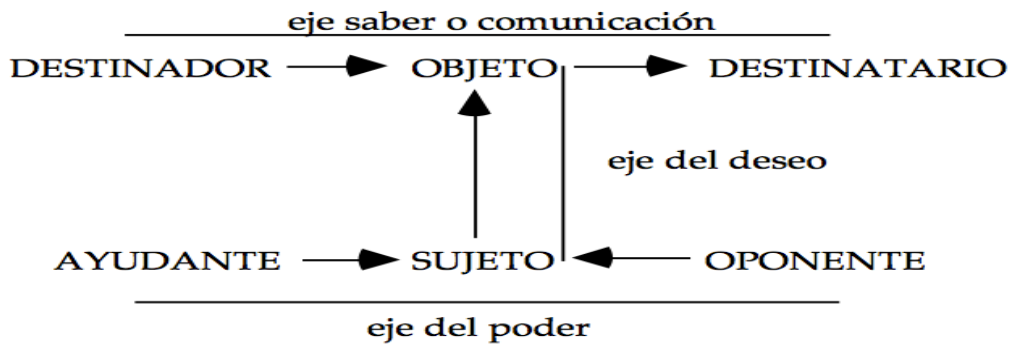 eje saber o comunicación
DESTINADOR OBJETO DESTINATARIO
eje del deseo
AYUDANTE SUJETO OPONENTE
eje del poder